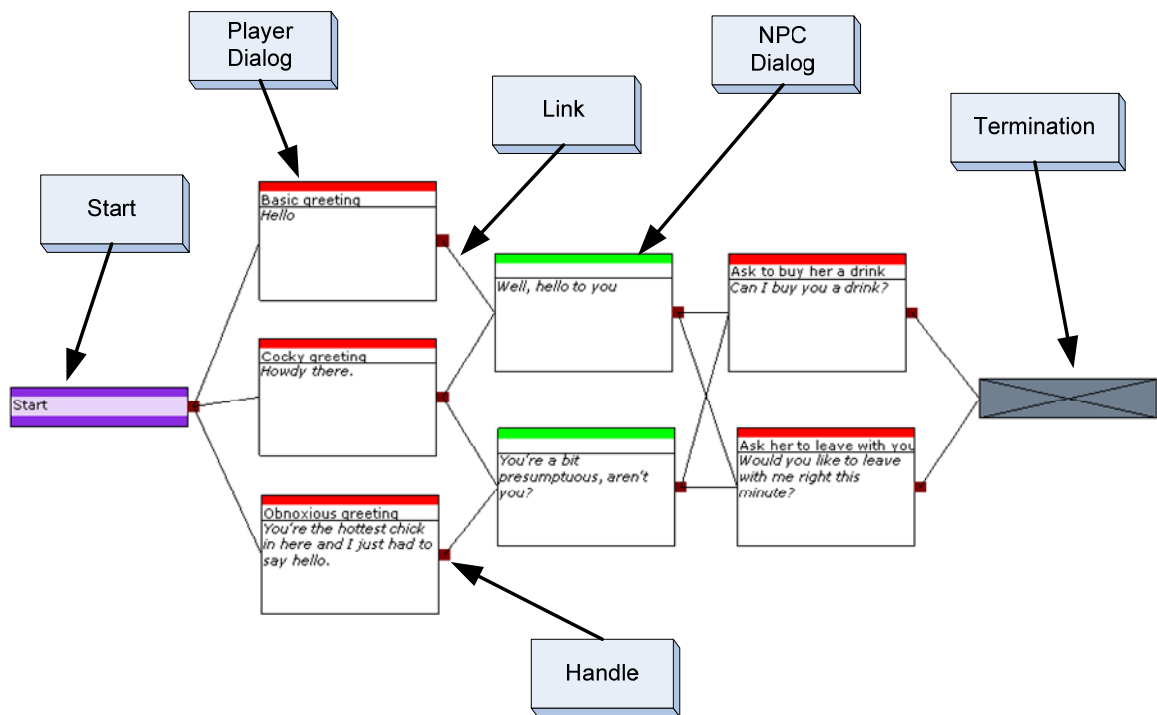 Player
Dialog
NPC
Dialog
Link
Termination
Start
Basic greeting
Hello
Well, hello to you
Ask to buy her a drink
Can I buy you a drink?
Cocky greeting
Howdy there.
Start
You're a bit
presumptuous, aren't
you?
Ask her to leave with you
Would you like to leave
with me right this
minute?
Obnoxious greeting
You're the hottest chick
in here and I just had to
say hello.
Handle